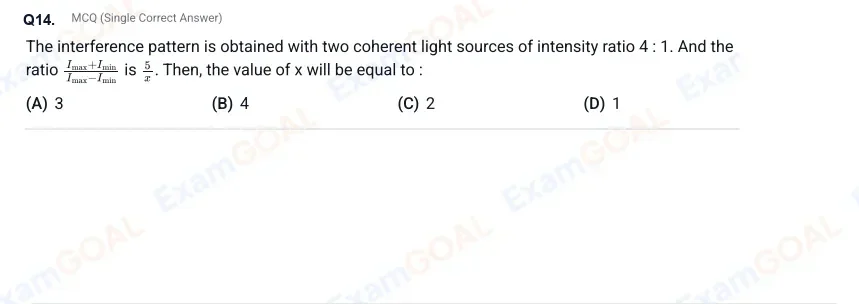 Q14. MCQ (Single Correct Answer)
The interference pattern is obtained with two coherent light sources of intensity ratio 4 : 1. And the
ratio \frac{I_{max}+I_{min}}{I_{max}-I_{min}} is \frac{5}{x}. Then, the value of x will be equal to :
(A) 3 (B) 4 (C) 2 (D) 1
ExamGOAL
ExamGOAL
ExamGOAL